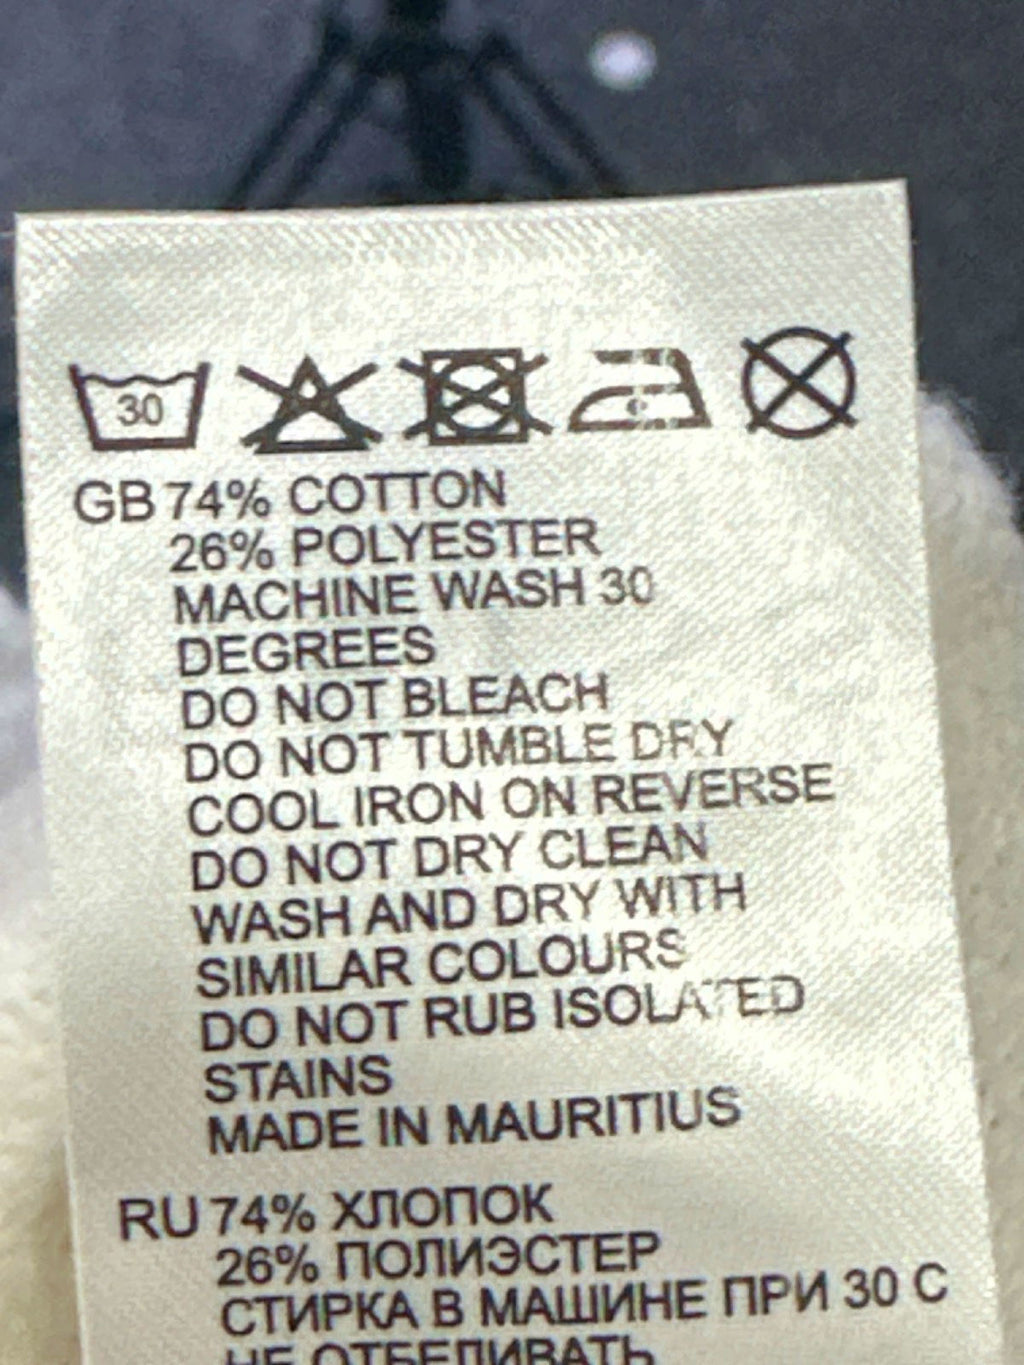 30
GB 74% COTTON
26% POLYESTER
MACHINE WASH 30
DEGREES
DO NOT BLEACH
DO NOT TUMBLE DRY
COOL IRON ON REVERSE
DO NOT DRY CLEAN
WASH AND DRY WITH
SIMILAR COLOURS
DO NOT RUB ISOLATED
STAINS
MADE IN MAURITIUS
RU 74% ХЛОПОК
26% ПОЛИЭСТЕР
СТИРКА В МАШИНЕ ПРИ 30 С
НЕ ОТБЕЛИВАТЬ